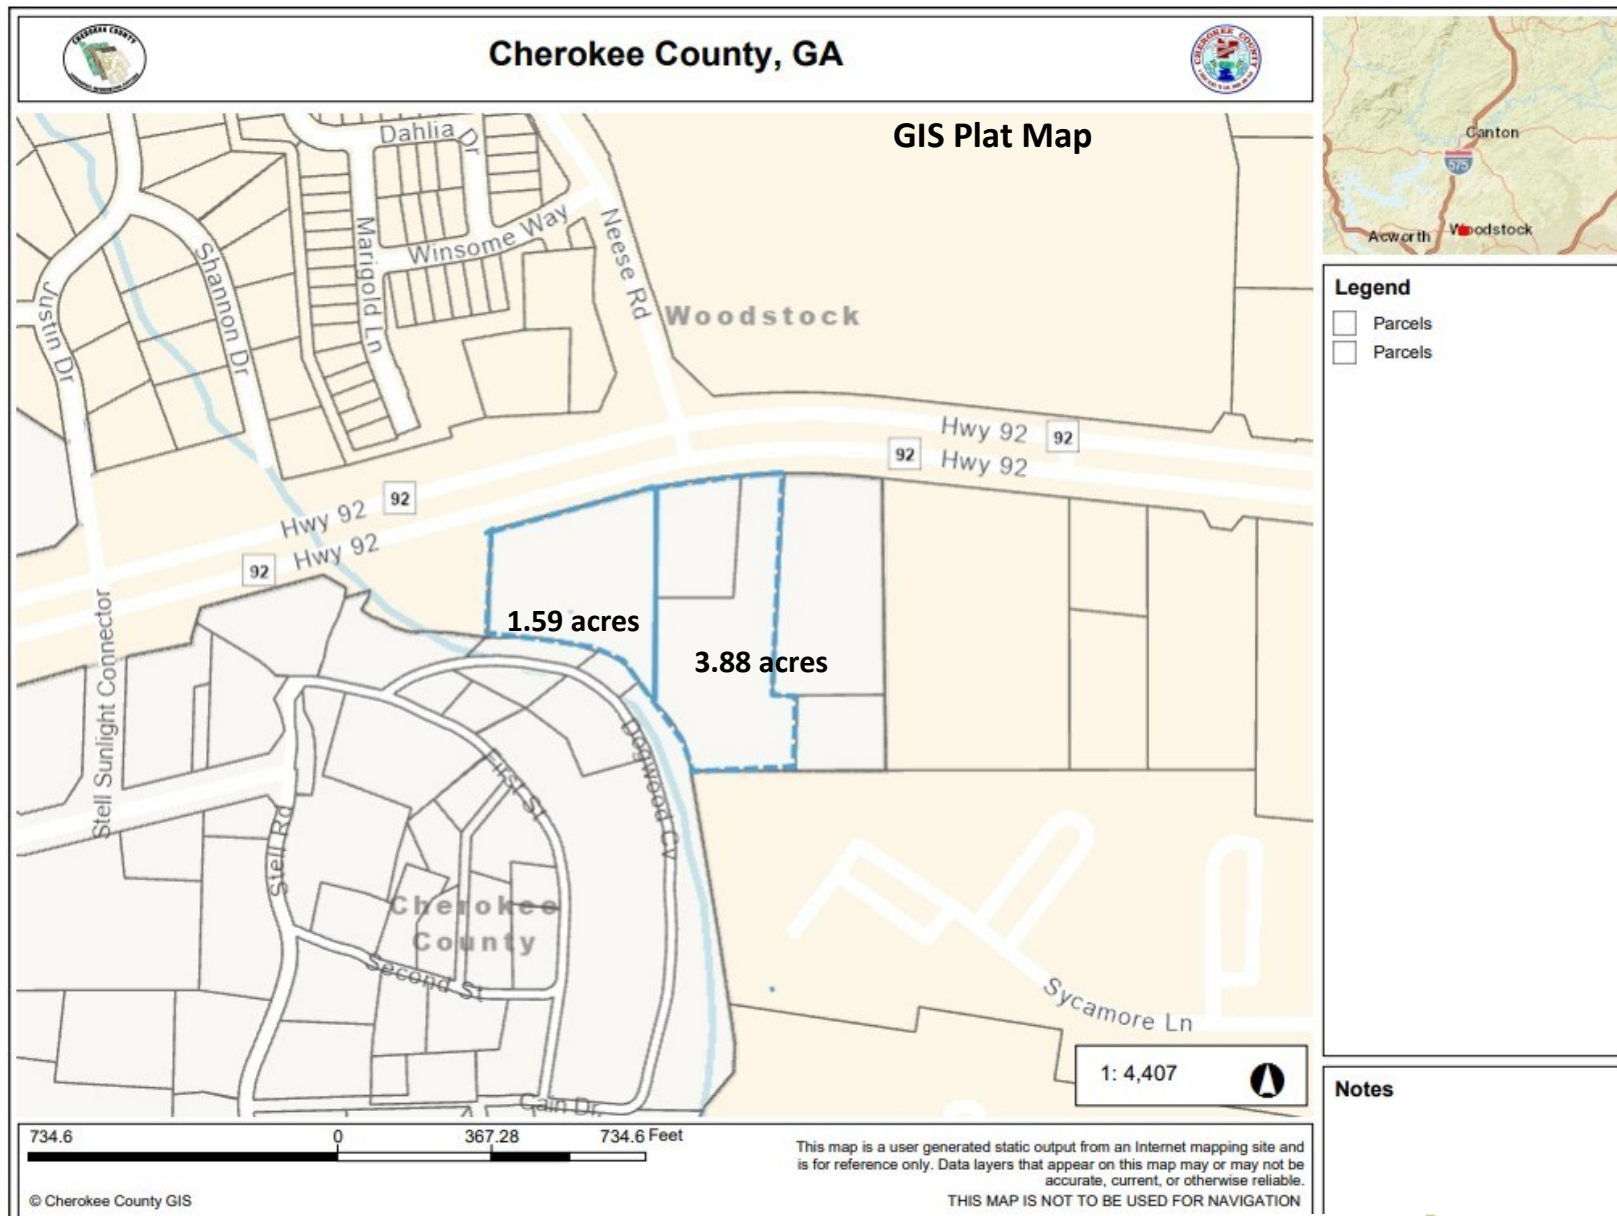 CHEROKEE COUNTY
Cherokee County, GA
CHEROKEE COUNTY
GIS Plat Map
Dahlia Dr
Winsome Way
Marigold Ln
Neese Rd
Shannon Dr
Justin Dr
Woodstock
Hwy 92
92
92
Hwy 92
92
Hwy 92
Hwy 92
92
1.59 acres
3.88 acres
Stell Sunlight Connector
Dogwood Cv
First St
Stell Rd
Cherokee
County
Second St
Sycamore Ln
Cain Dr.
1: 4,407
734.6
0
367.28
734.6 Feet
This map is a user generated static output from an Internet mapping site and
is for reference only. Data layers that appear on this map may or may not be
accurate, current, or otherwise reliable.
THIS MAP IS NOT TO BE USED FOR NAVIGATION
© Cherokee County GIS
Canton
575
Acworth
Woodstock
Legend
Parcels
Parcels
Notes